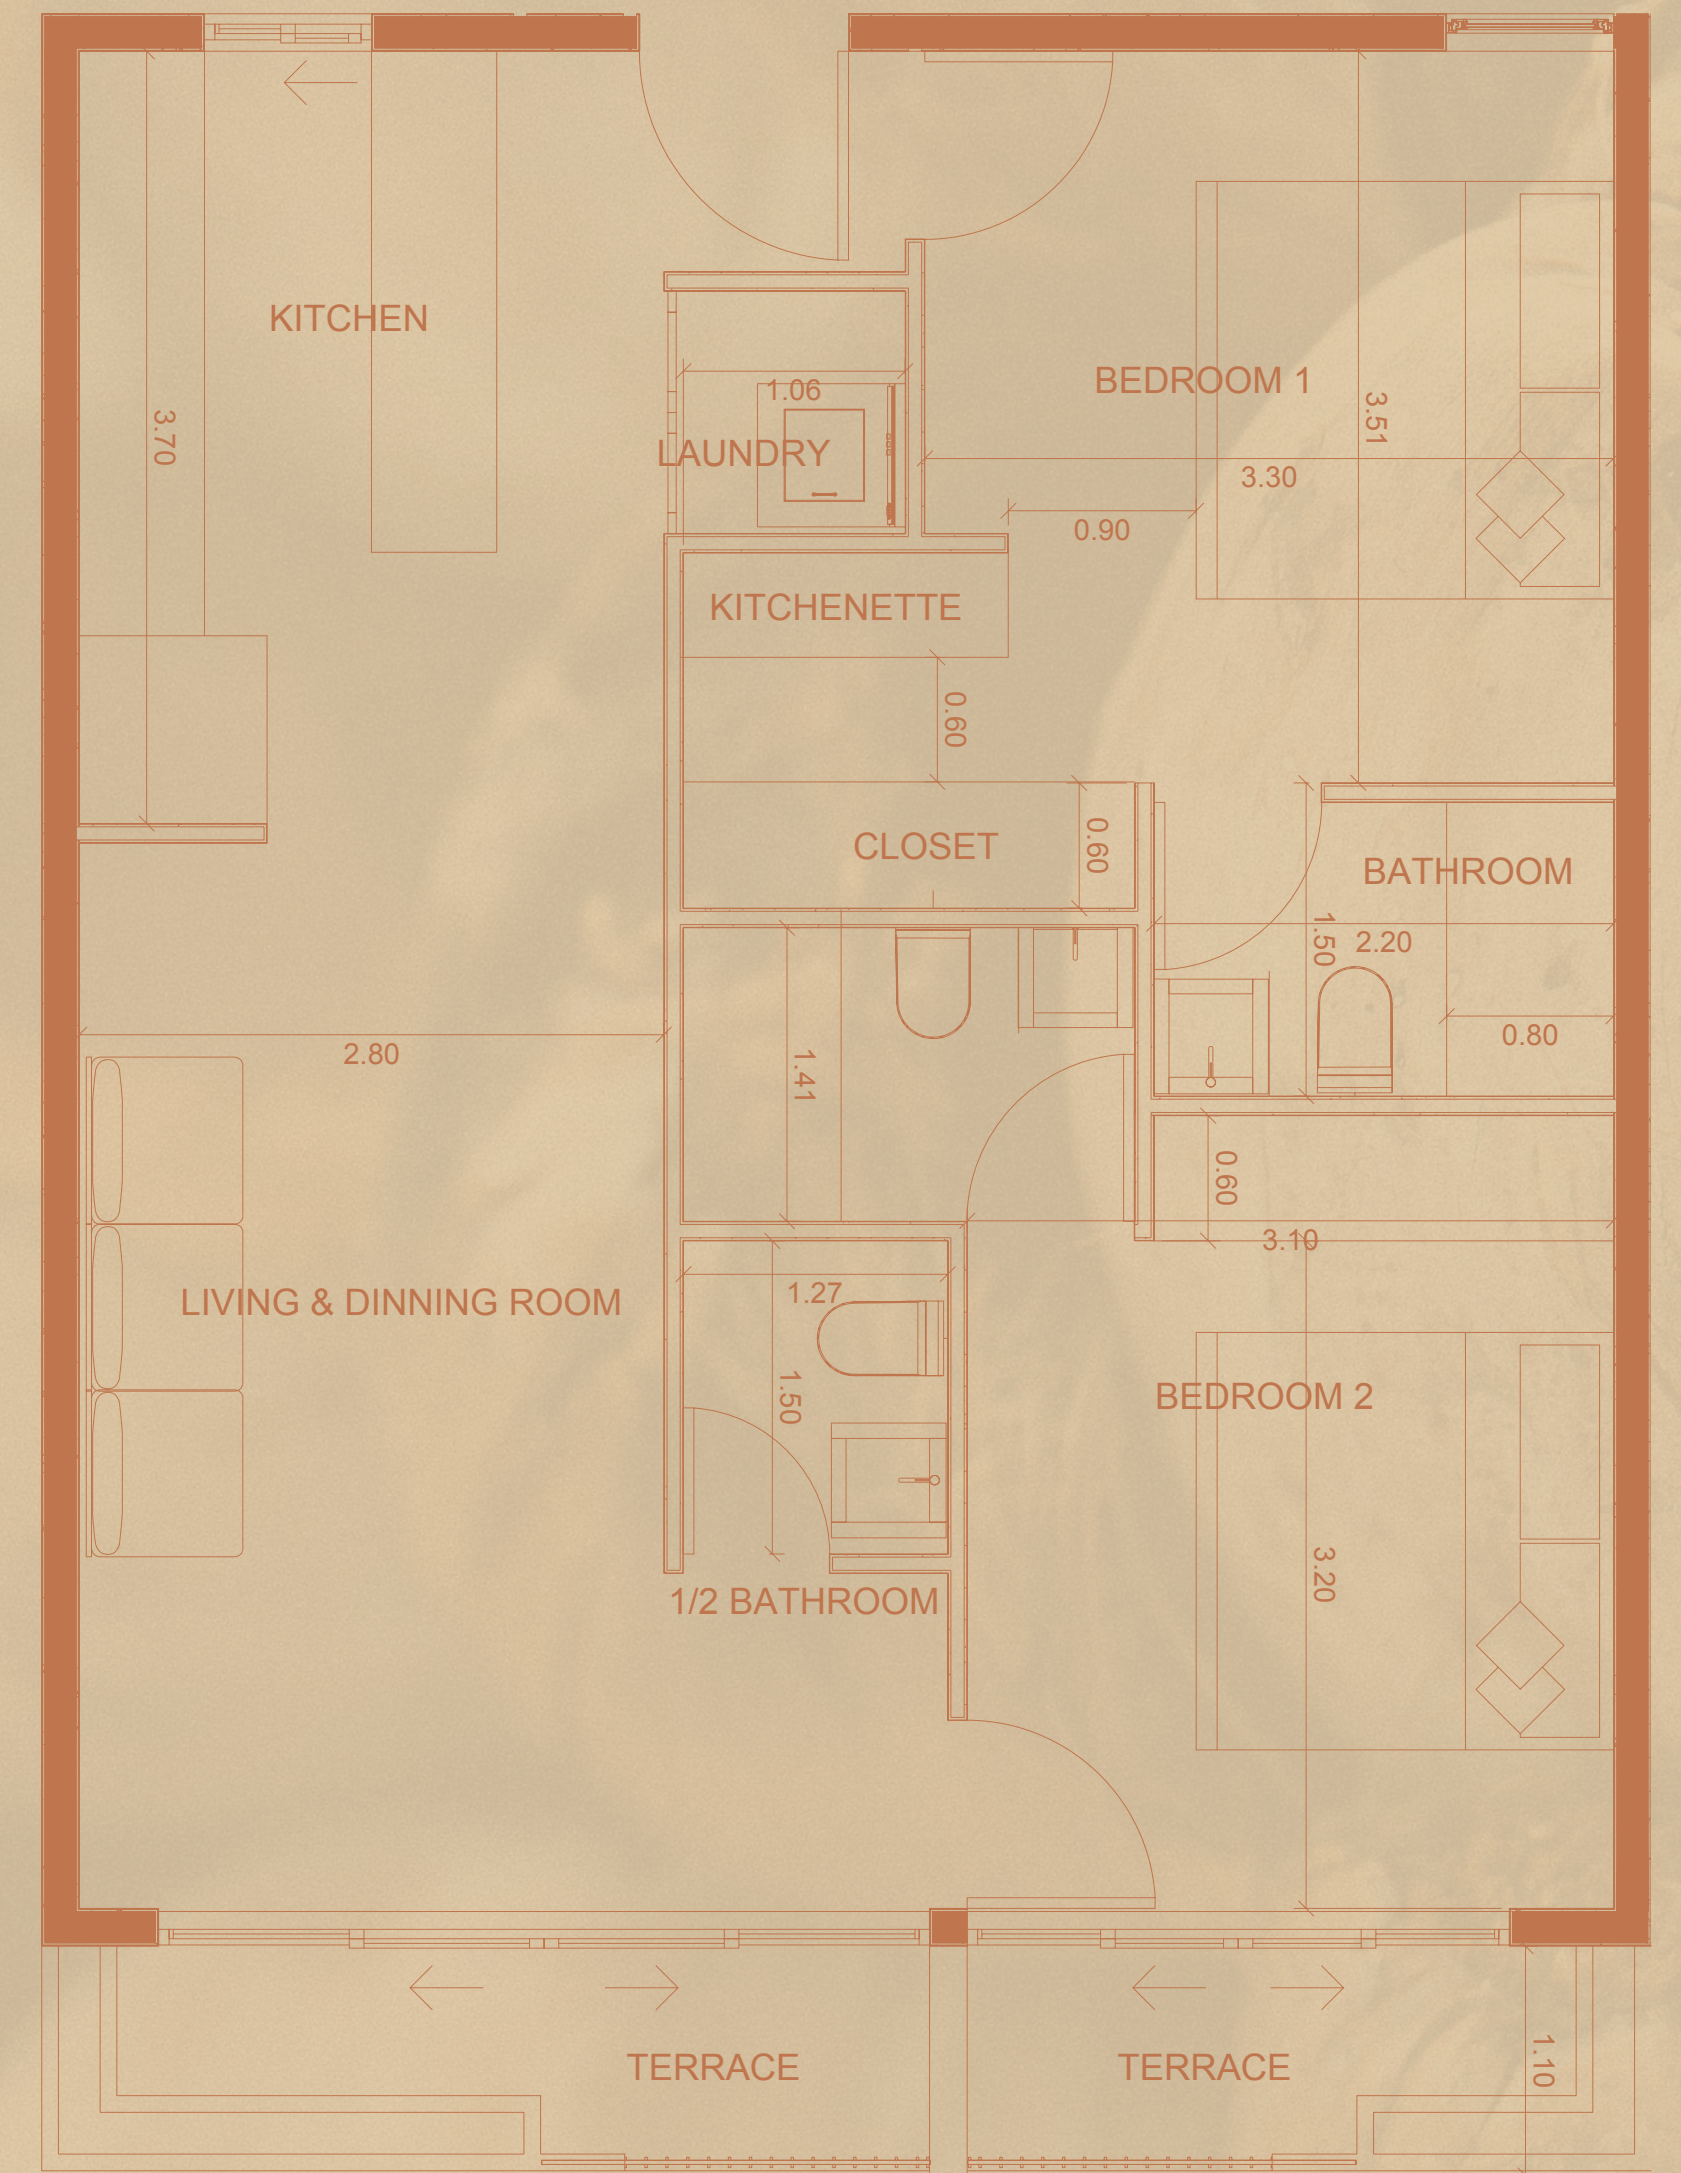 KITCHEN
3.70
1.06
LAUNDRY
BEDROOM 1
3.51
3.30
0.90
KITCHENETTE
0.60
CLOSET
0.60
BATHROOM
1.50
2.20
0.80
2.80
1.41
0.60
3.10
LIVING & DINNING ROOM
1.27
1.50
BEDROOM 2
3.20
1/2 BATHROOM
TERRACE
TERRACE
1.10